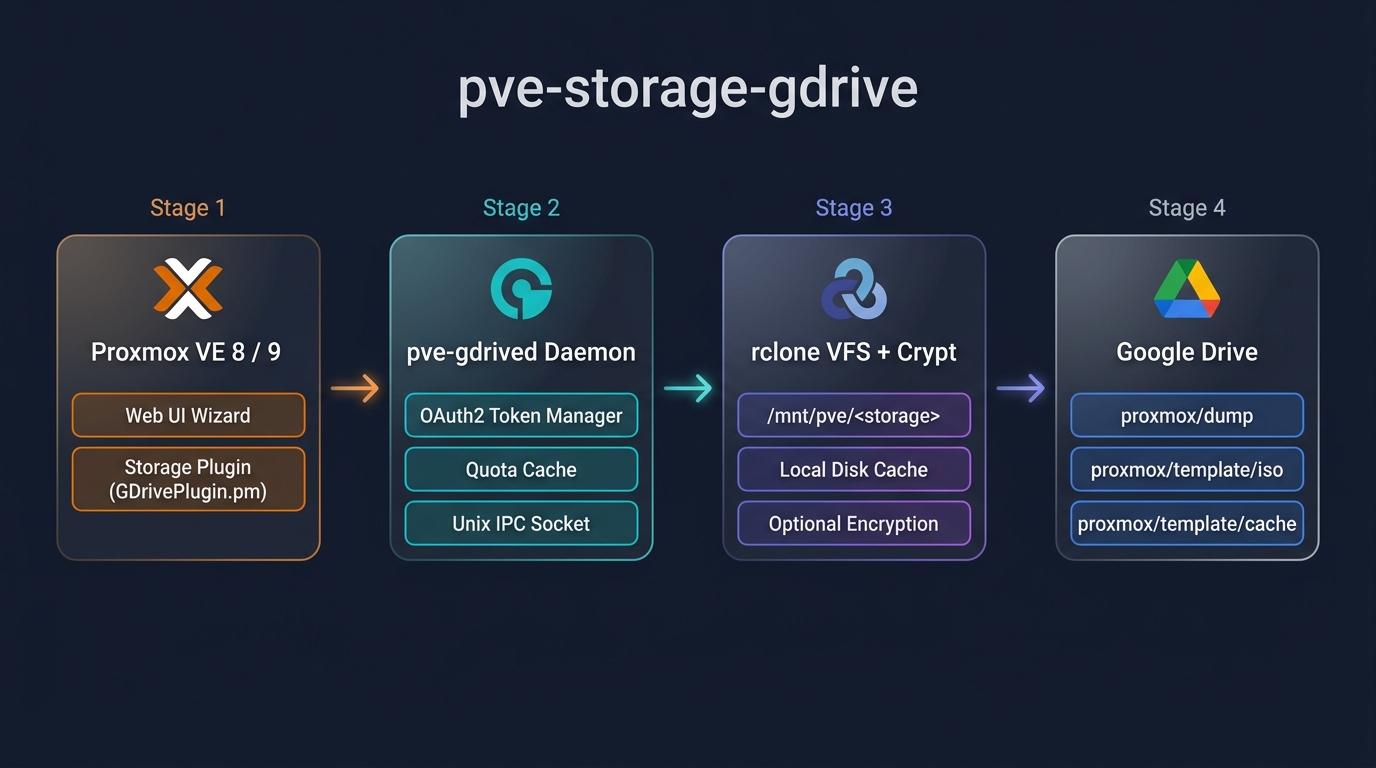 pve-storage-gdrive
Stage 1
Proxmox VE 8 / 9
Web UI Wizard
Storage Plugin
(GDrivePlugin.pm)
Stage 2
pve-gdrived Daemon
OAuth2 Token Manager
Quota Cache
Unix IPC Socket
Stage 3
rclone VFS + Crypt
/mnt/pve/<storage>
Local Disk Cache
Optional Encryption
Stage 4
Google Drive
proxmox/dump
proxmox/template/iso
proxmox/template/cache